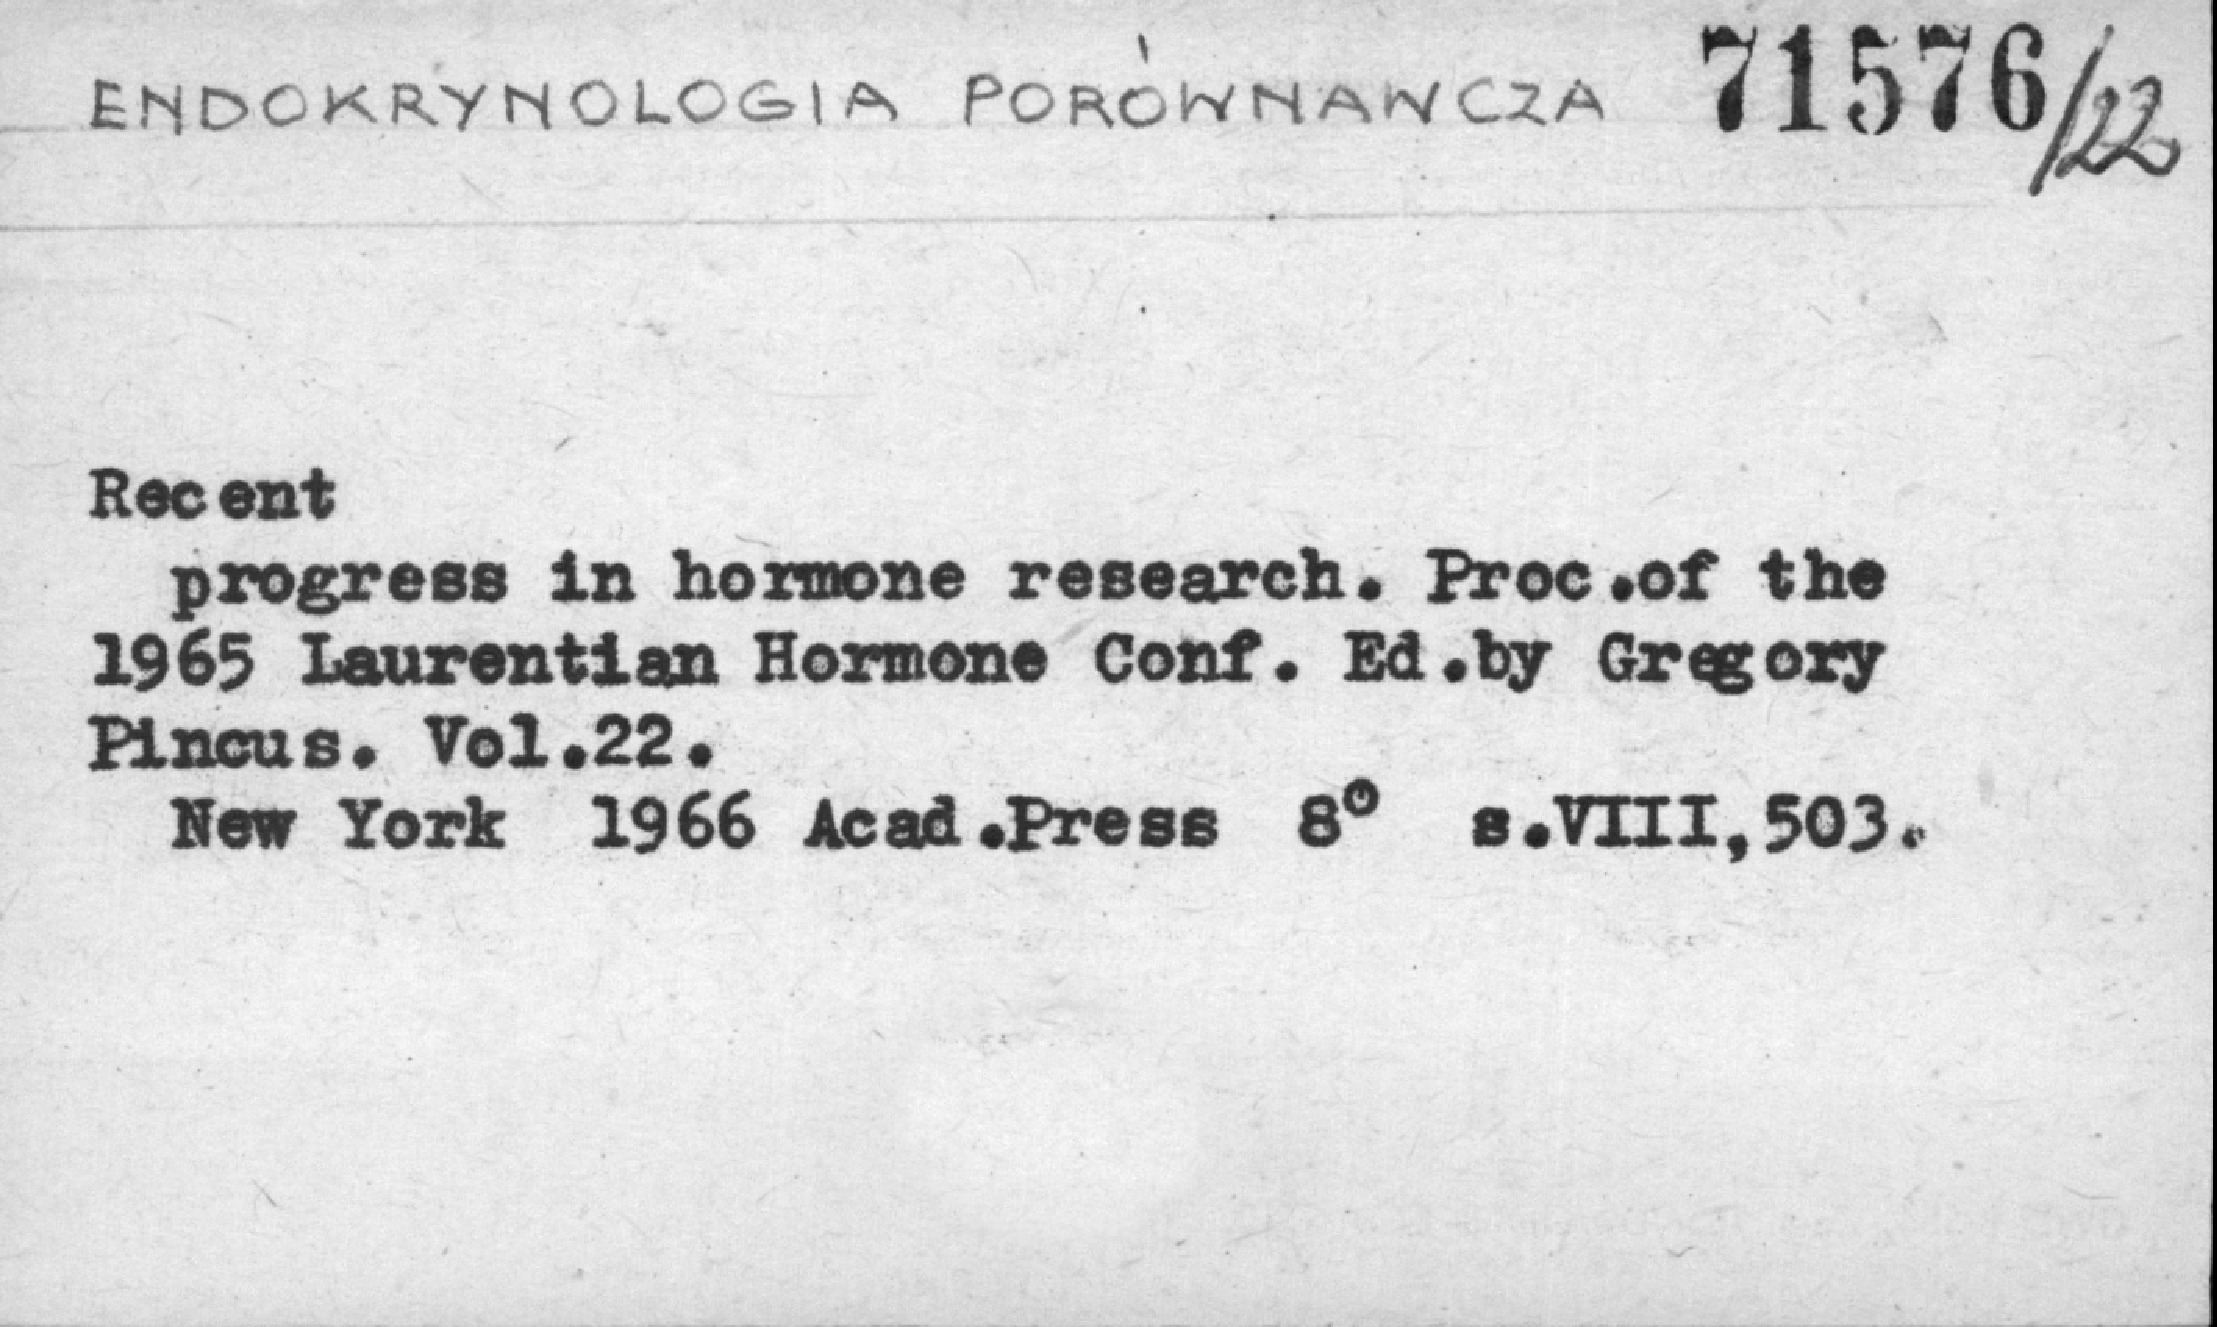 ENDOKRYNOLOGIA PORÓWNAWCZA 71576/22
Recent
progress in hormone research. Proc.of the
1965 Laurentian Hormone Conf. Ed.by Gregory
Pincus. Vol.22.
New York 1966 Acad.Press 8° s.VIII,503.